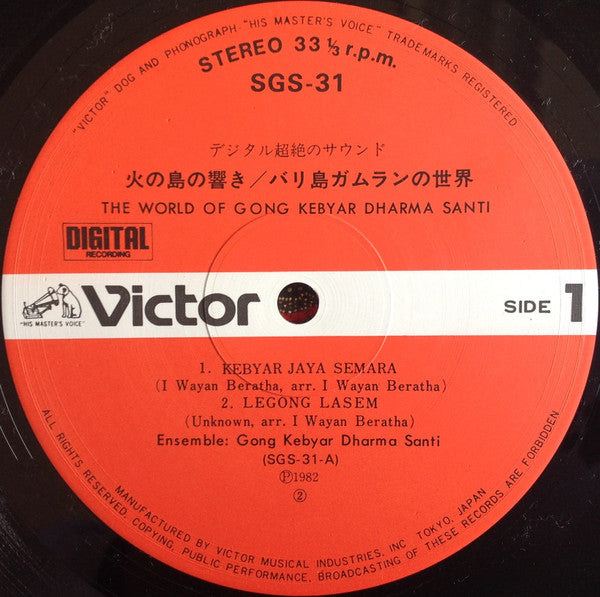 "VICTOR" DOG AND PHONOGRAPH-"HIS MASTER'S VOICE" TRADEMARKS REGISTERED
STEREO 33 1/3 r.p.m.
SGS-31
デジタル超絶のサウンド
火の島の響き／バリ島ガムランの世界
THE WORLD OF GONG KEBYAR DHARMA SANTI
DIGITAL
RECORDING
"HIS MASTER'S VOICE"
Victor
SIDE 1
1. KEBYAR JAYA SEMARA
(I Wayan Beratha, arr. I Wayan Beratha)
2. LEGONG LASEM
(Unknown, arr. I Wayan Beratha)
Ensemble: Gong Kebyar Dharma Santi
(SGS-31-A)
Ⓟ1982
②
MANUFACTURED BY VICTOR MUSICAL INDUSTRIES, INC. TOKYO, JAPAN
ALL RIGHTS RESERVED, COPYING, PUBLIC PERFORMANCE, BROADCASTING OF THESE RECORDS ARE FORBIDDEN